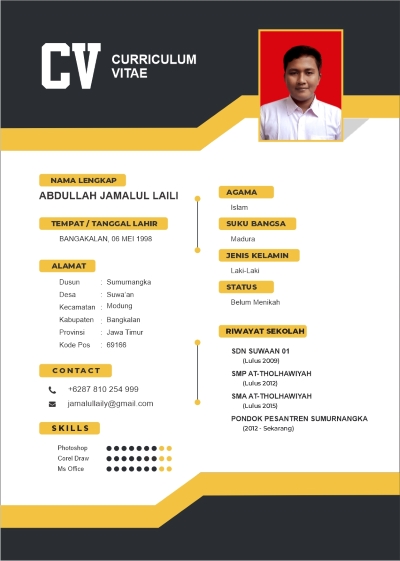 CV
CURRICULUM
VITAE
NAMA LENGKAP
ABDULLAH JAMALUL LAILI
TEMPAT / TANGGAL LAHIR
BANGAKALAN, 06 MEI 1998
ALAMAT
Dusun : Sumurnangka
Desa : Suwa'an
Kecamatan : Modung
Kabupaten : Bangkalan
Provinsi : Jawa Timur
Kode Pos : 69166
CONTACT
+6287 810 254 999
jamalullaily@gmail.com
SKILLS
Photoshop
Corel Draw
Ms Office
AGAMA
Islam
SUKU BANGSA
Madura
JENIS KELAMIN
Laki-Laki
STATUS
Belum Menikah
RIWAYAT SEKOLAH
SDN SUWAAN 01
(Lulus 2009)
SMP AT-THOLHAWIYAH
(Lulus 2012)
SMA AT-THOLHAWIYAH
(Lulus 2015)
PONDOK PESANTREN SUMURNANGKA
(2012 - Sekarang)